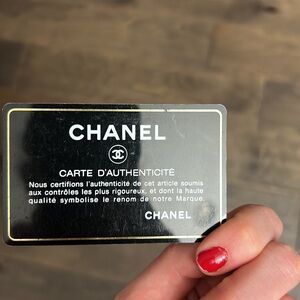 CHANEL
CARTE D'AUTHENTICITÉ
Nous certifions l'authenticité de cet article soumis
aux contrôles les plus rigoureux, et dont la haute
qualité symbolise le renom de notre Marque.
CHANEL